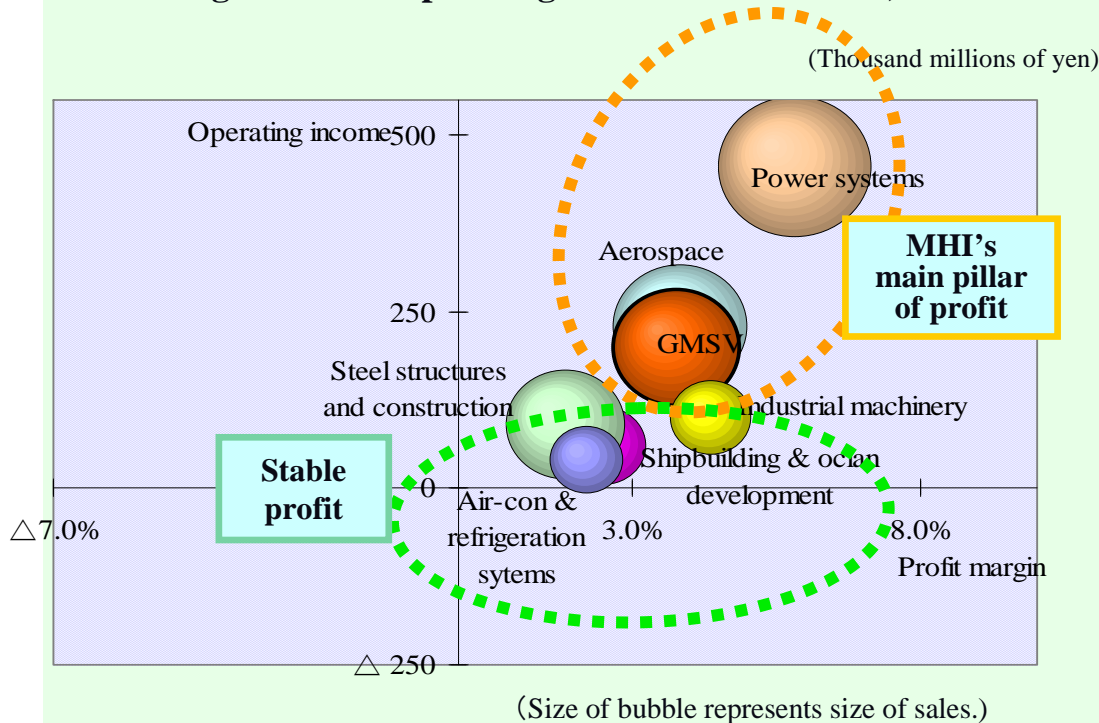 (Thousand millions of yen)
Operating income
500
Power systems
MHI's
main pillar
of profit
Aerospace
250
GMSV
Steel structures
and construction
Industrial machinery
Shipbuilding & oclan
development
Stable
profit
0
Air-con &
refrigeration
sytems
△7.0%
3.0%
8.0%
Profit margin
△ 250
(Size of bubble represents size of sales.)